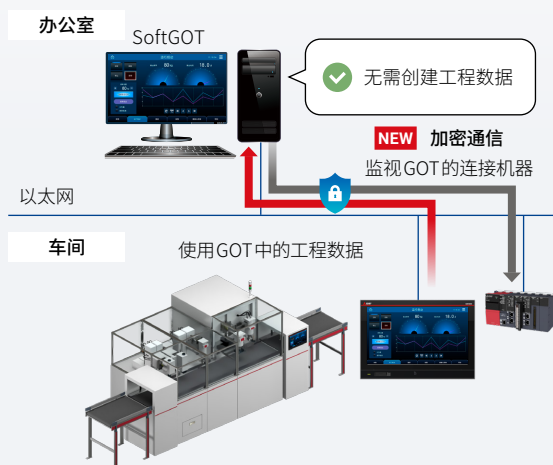 办公室
SoftGOT
无需创建工程数据
NEW 加密通信
监视GOT的连接机器
以太网
车间
使用GOT中的工程数据